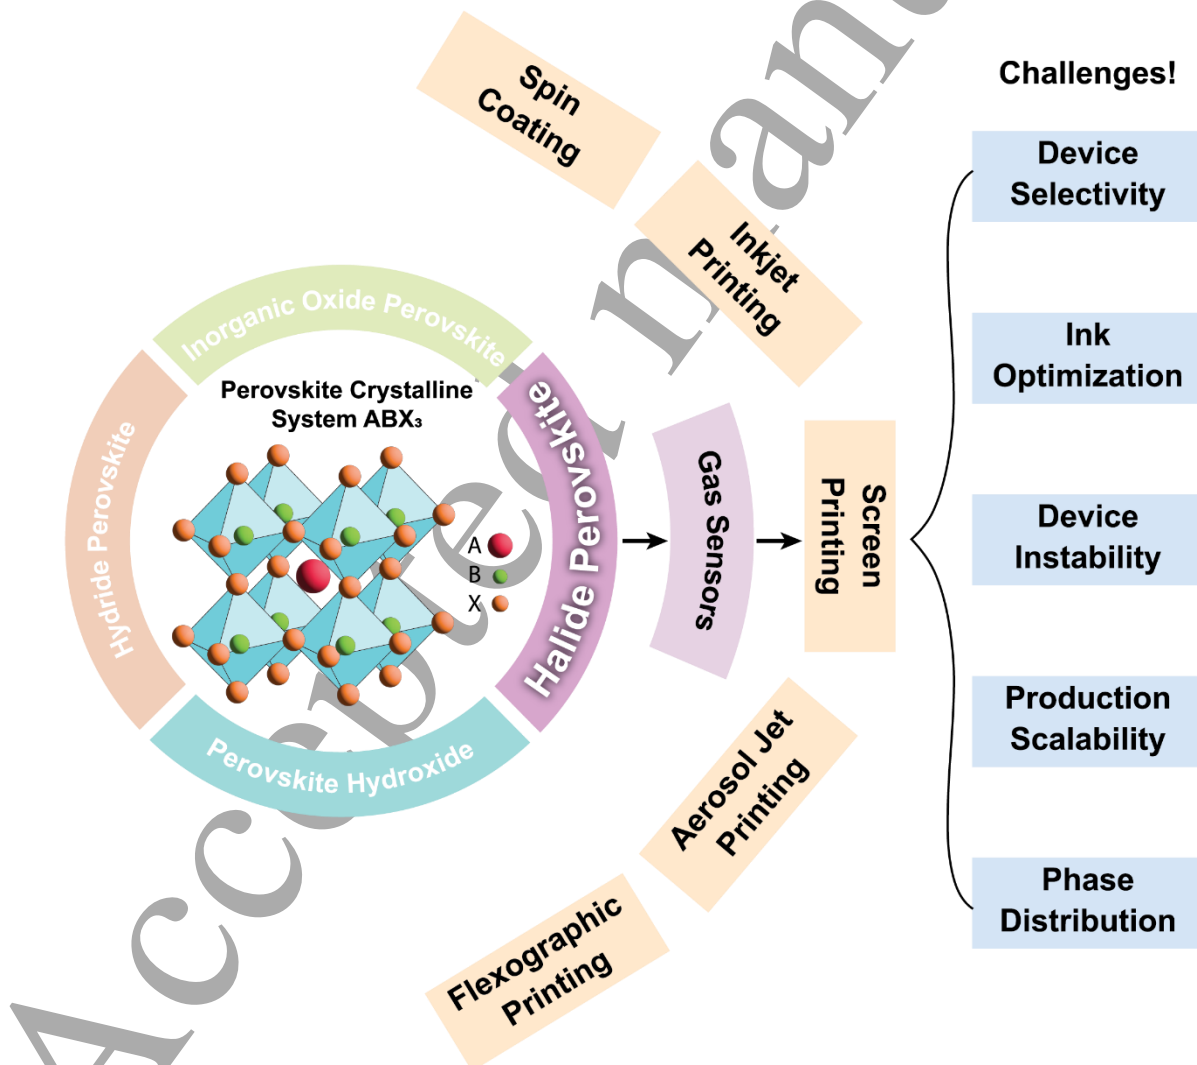 Spin
Coating
Inkjet
Printing
Challenges!
Device
Selectivity
Ink
Optimization
Device
Instability
Production
Scalability
Phase
Distribution
Inorganic Oxide Perovskite
Hydride Perovskite
Perovskite Hydroxide
Halide Perovskite
Perovskite Crystalline
System ABX₃
A
B
X
Gas Sensors
Screen
Printing
Aerosol Jet
Printing
Flexographic
Printing
Accepted manu